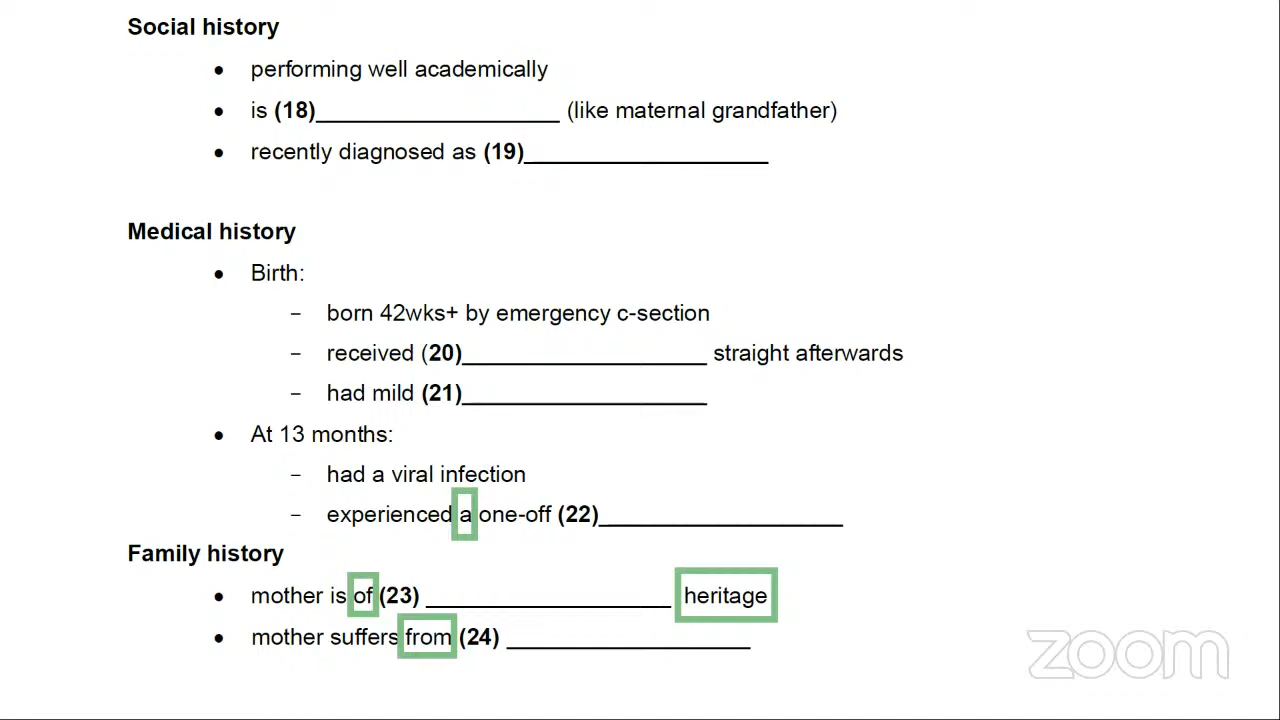 Social history
• performing well academically
• is (18)____________________ (like maternal grandfather)
• recently diagnosed as (19)____________________
Medical history
• Birth:
− born 42wks+ by emergency c-section
− received (20)____________________ straight afterwards
− had mild (21)____________________
• At 13 months:
− had a viral infection
− experienced a one-off (22)____________________
Family history
• mother is of (23) ____________________ heritage
• mother suffers from (24) ____________________
zoom